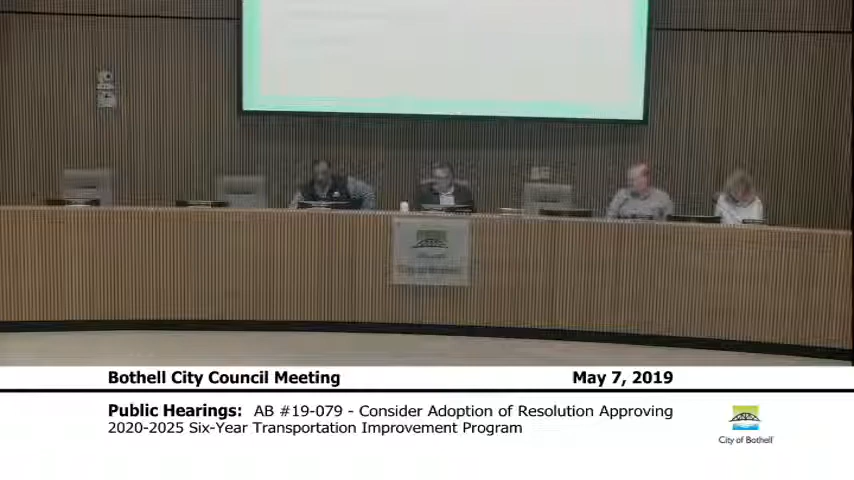 Bothell City Council Meeting
May 7, 2019
Public Hearings: AB #19-079 - Consider Adoption of Resolution Approving
2020-2025 Six-Year Transportation Improvement Program
City of Bothell